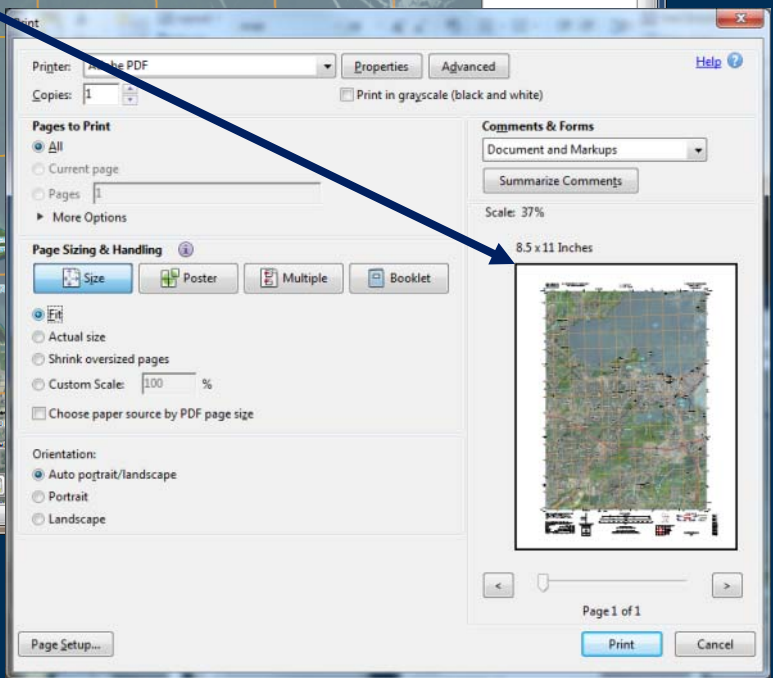 Print
Printer: Adobe PDF Properties Advanced Help
Copies: 1 Print in grayscale (black and white)
Pages to Print
All
Current page
Pages 1
More Options
Comments & Forms
Document and Markups
Summarize Comments
Scale: 37%
8.5 x 11 Inches
Page Sizing & Handling
Size Poster Multiple Booklet
Fit
Actual size
Shrink oversized pages
Custom Scale: 100 %
Choose paper source by PDF page size
Orientation:
Auto portrait/landscape
Portrait
Landscape
< >
Page 1 of 1
Page Setup... Print Cancel